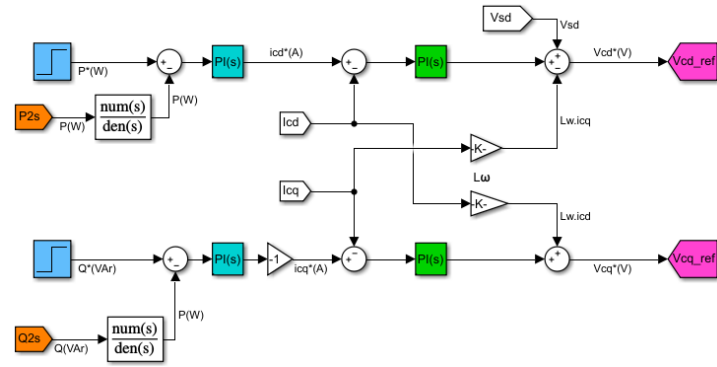 Vsd
Vsd
P*(W)
PI(s)
icd*(A)
PI(s)
Vcd*(V)
Vcd_ref
P2s
P(W)
num(s)
den(s)
P(W)
Icd
Lw.icq
-K-
Lω
Icq
-K-
Lw.icd
Q*(VAr)
PI(s)
-1
icq*(A)
PI(s)
Vcq*(V)
Vcq_ref
P(W)
Q2s
Q(VAr)
num(s)
den(s)